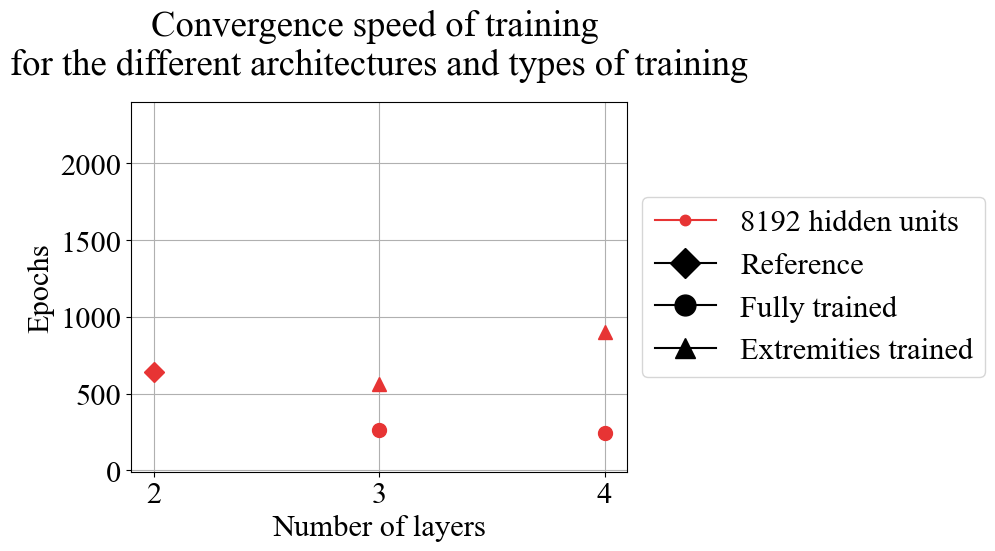 Convergence speed of training
for the different architectures and types of training
2000
1500
1000
500
0
Epochs
2 3 4
Number of layers
8192 hidden units
Reference
Fully trained
Extremities trained